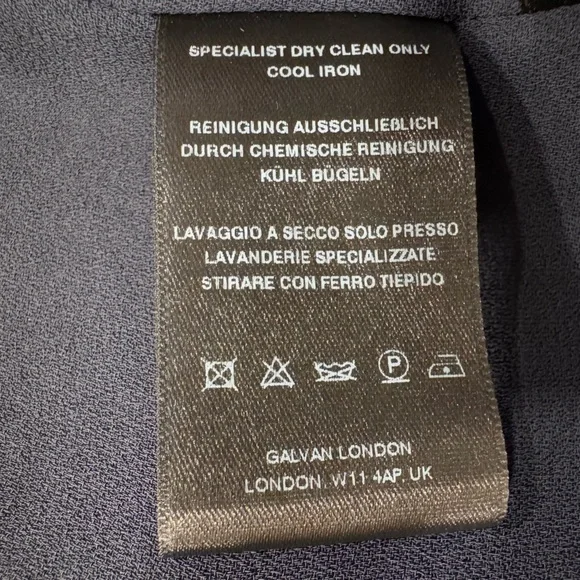 SPECIALIST DRY CLEAN ONLY
COOL IRON
REINIGUNG AUSSCHLIEßLICH
DURCH CHEMISCHE REINIGUNG
KÜHL BÜGELN
LAVAGGIO A SECCO SOLO PRESSO
LAVANDERIE SPECIALIZZATE
STIRARE CON FERRO TIEPIDO
P
GALVAN LONDON
LONDON, W11 4AP, UK